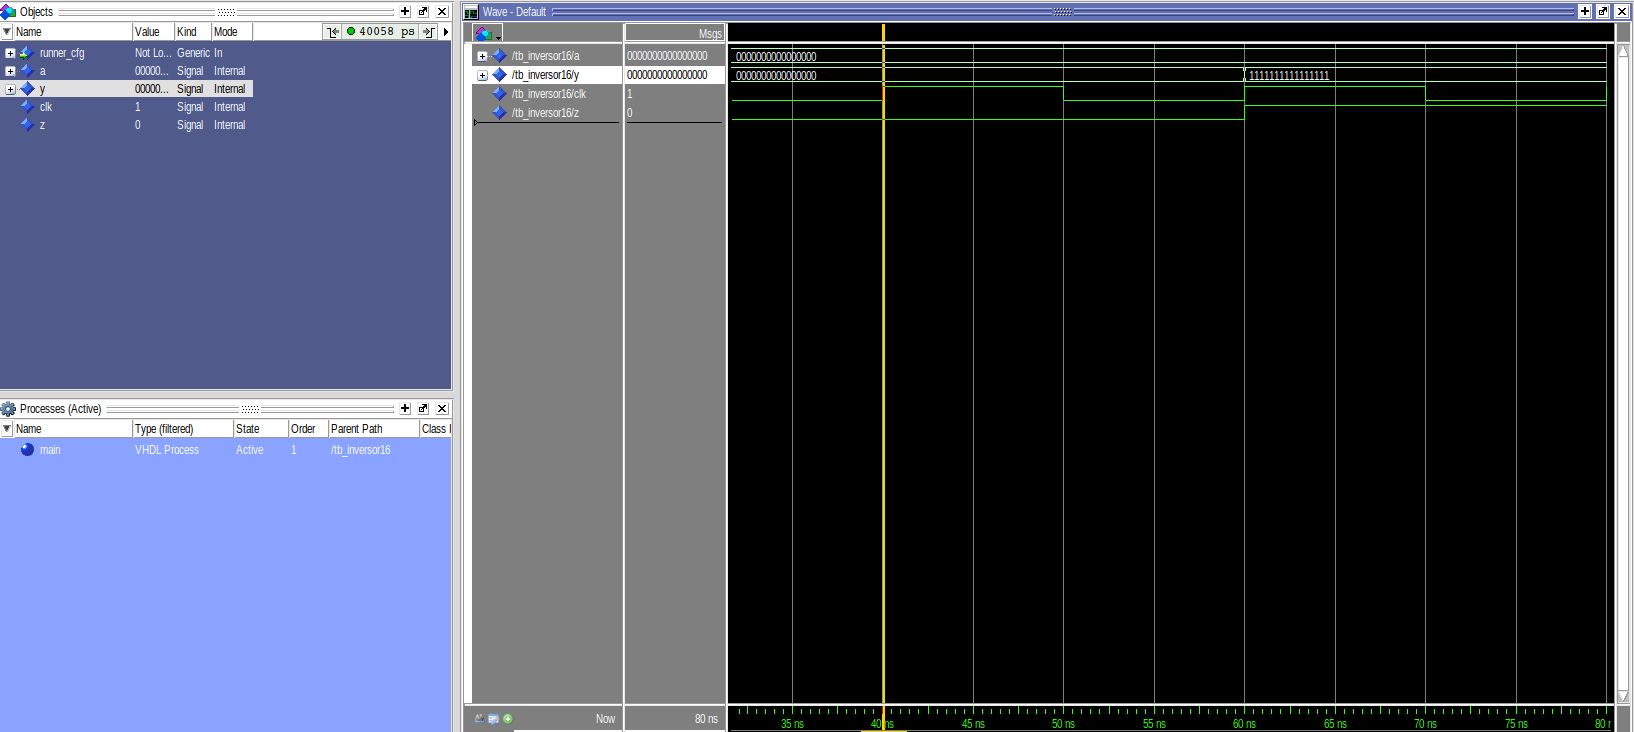 Objects
Name Value Kind Mode 40058 ps
runner_cfg Not Lo... Generic In
a 00000... Signal Internal
y 00000... Signal Internal
clk 1 Signal Internal
z 0 Signal Internal
Processes (Active)
Name Type (filtered) State Order Parent Path Class
main VHDL Process Active 1 /tb_inversor16
Wave - Default
Msgs
/tb_inversor16/a 0000000000000000 0000000000000000
/tb_inversor16/y 0000000000000000 0000000000000000 1111111111111111
/tb_inversor16/clk 1
/tb_inversor16/z 0
Now 80 ns
35 ns 40 ns 45 ns 50 ns 55 ns 60 ns 65 ns 70 ns 75 ns 80